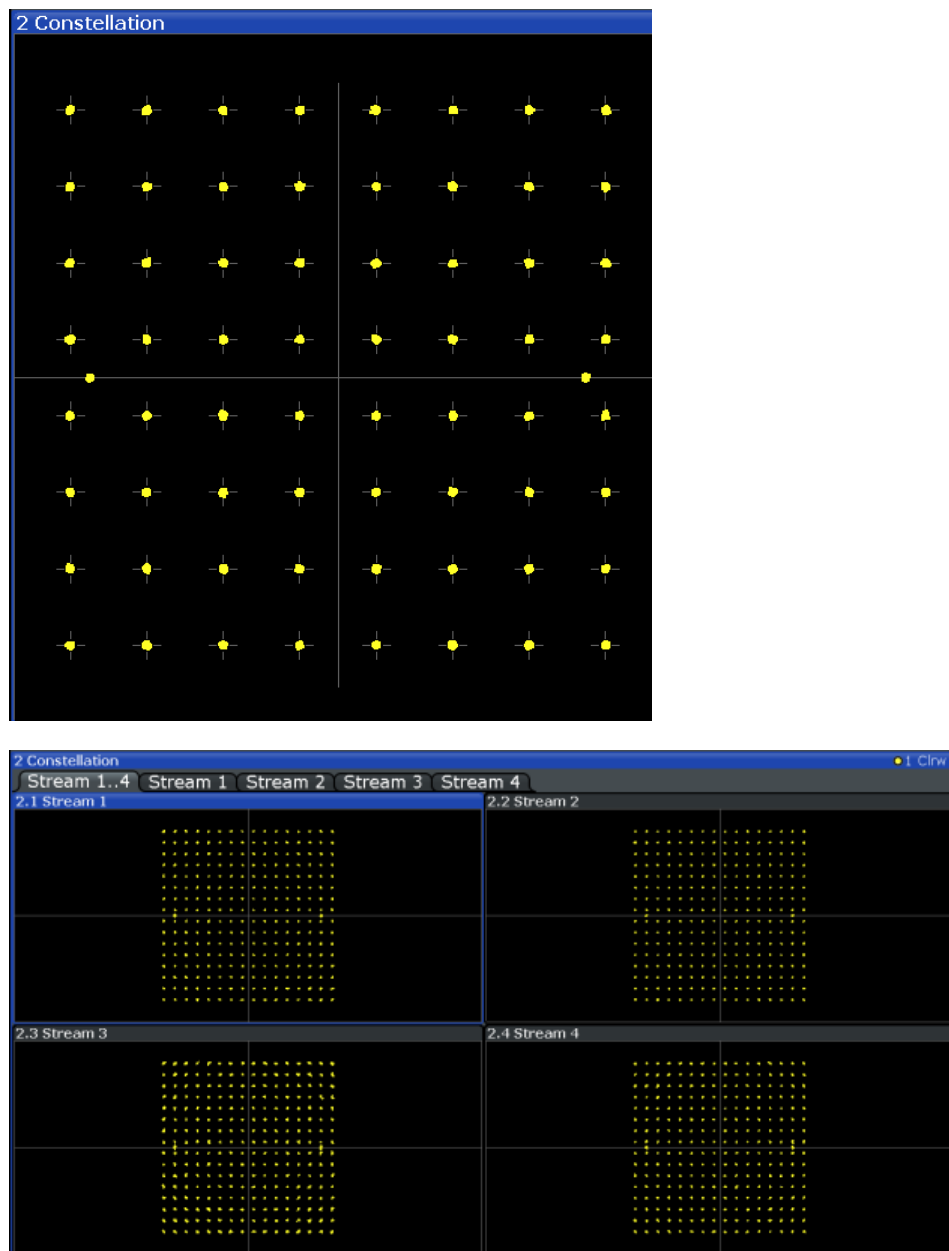 2 Constellation
2 Constellation
1 Clrw
Stream 1..4 Stream 1 Stream 2 Stream 3 Stream 4
2.1 Stream 1
2.2 Stream 2
2.3 Stream 3
2.4 Stream 4